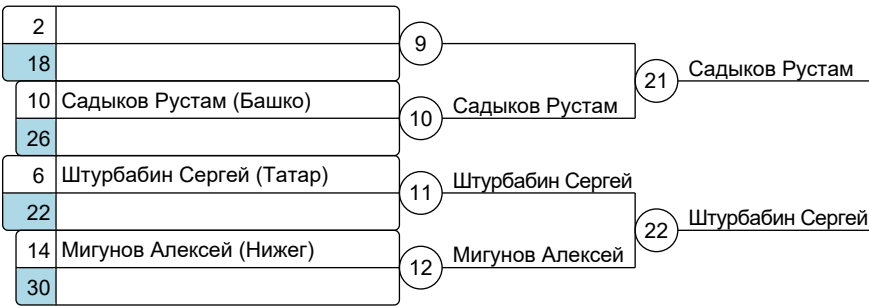 2
9
18
21 Садыков Рустам
10 Садыков Рустам (Башко)
10 Садыков Рустам
26
6 Штурбабин Сергей (Татар)
11 Штурбабин Сергей
22
22 Штурбабин Сергей
14 Мигунов Алексей (Нижег)
12 Мигунов Алексей
30